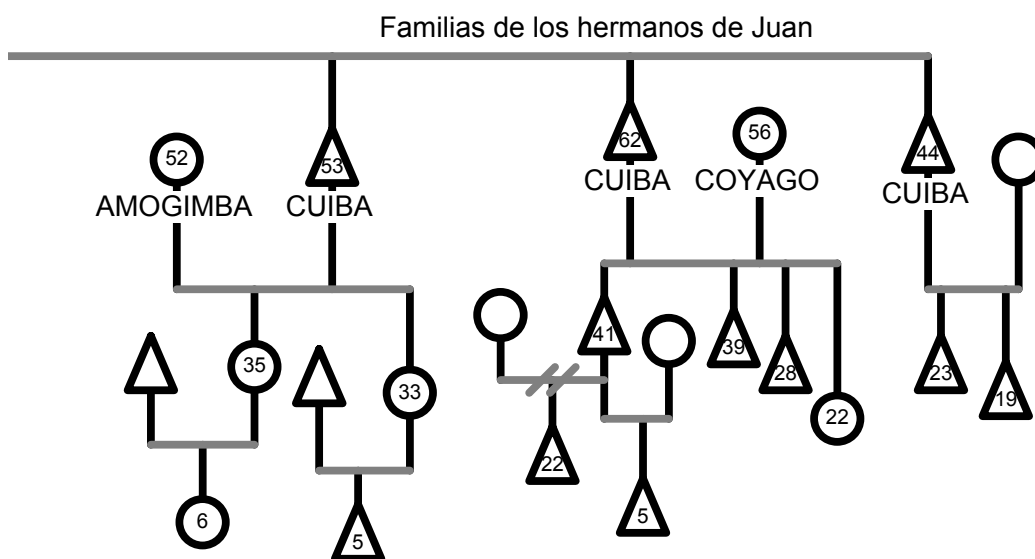 Familias de los hermanos de Juan
52
53
62
56
44
AMOGIMBA
CUIBA
CUIBA
COYAGO
CUIBA
35
33
41
39
28
22
23
19
6
5
22
5